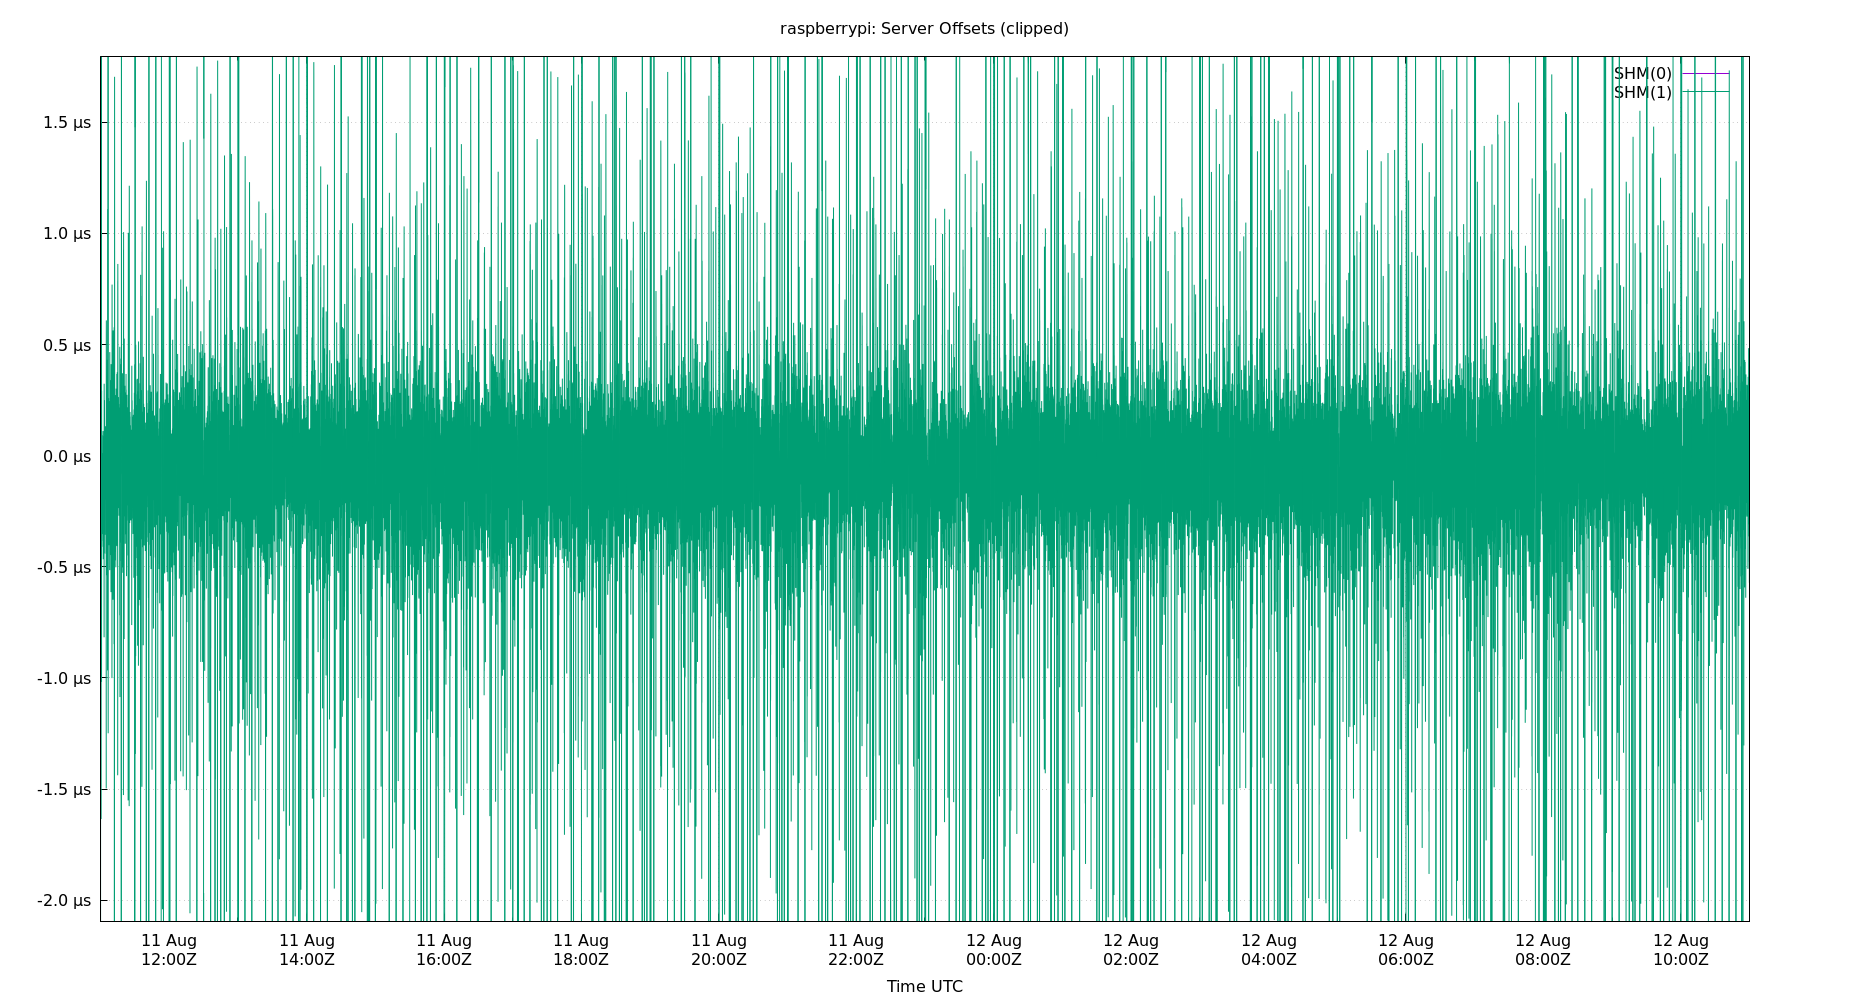 raspberrypi: Server Offsets (clipped)
SHM(0)
SHM(1)
1.5 µs
1.0 µs
0.5 µs
0.0 µs
-0.5 µs
-1.0 µs
-1.5 µs
-2.0 µs
11 Aug 11 Aug 11 Aug 11 Aug 11 Aug 11 Aug 12 Aug 12 Aug 12 Aug 12 Aug 12 Aug 12 Aug
12:00Z 14:00Z 16:00Z 18:00Z 20:00Z 22:00Z 00:00Z 02:00Z 04:00Z 06:00Z 08:00Z 10:00Z
Time UTC